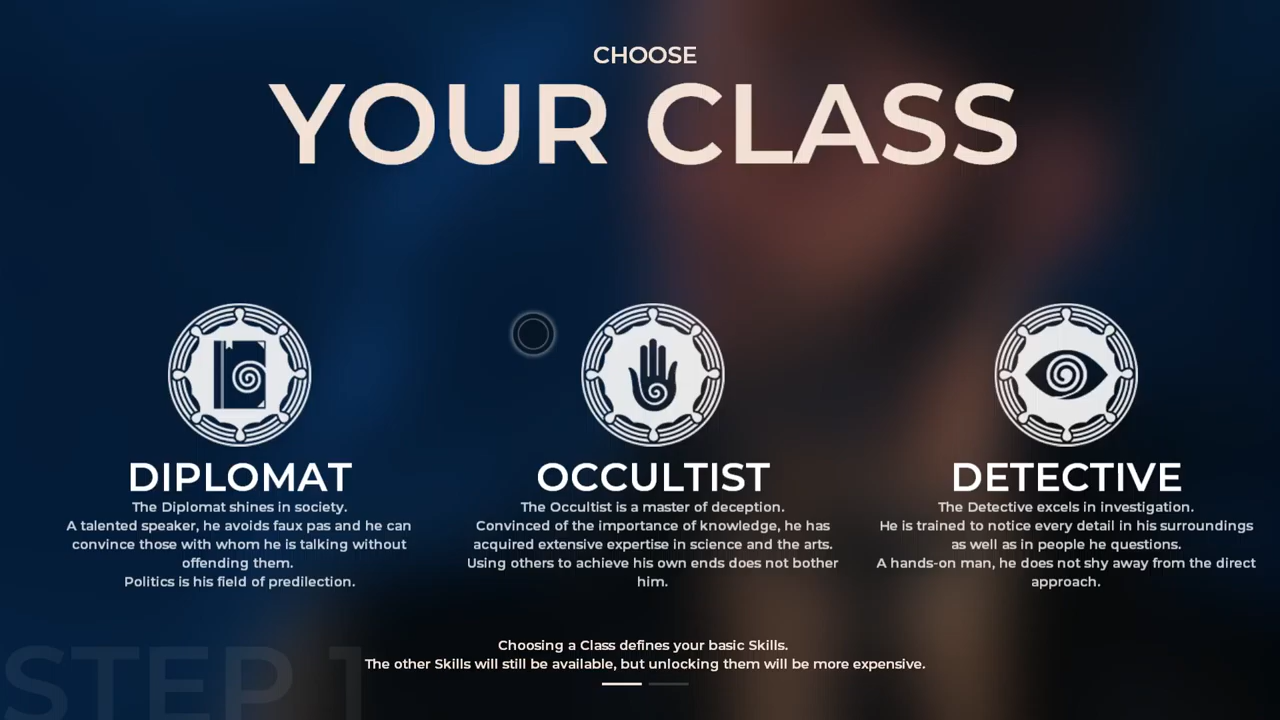 CHOOSE
YOUR CLASS
DIPLOMAT
The Diplomat shines in society.
A talented speaker, he avoids faux pas and he can
convince those with whom he is talking without
offending them.
Politics is his field of predilection.
OCCULTIST
The Occultist is a master of deception.
Convinced of the importance of knowledge, he has
acquired extensive expertise in science and the arts.
Using others to achieve his own ends does not bother
him.
DETECTIVE
The Detective excels in investigation.
He is trained to notice every detail in his surroundings
as well as in people he questions.
A hands-on man, he does not shy away from the direct
approach.
Choosing a Class defines your basic Skills.
The other Skills will still be available, but unlocking them will be more expensive.
STEP 1